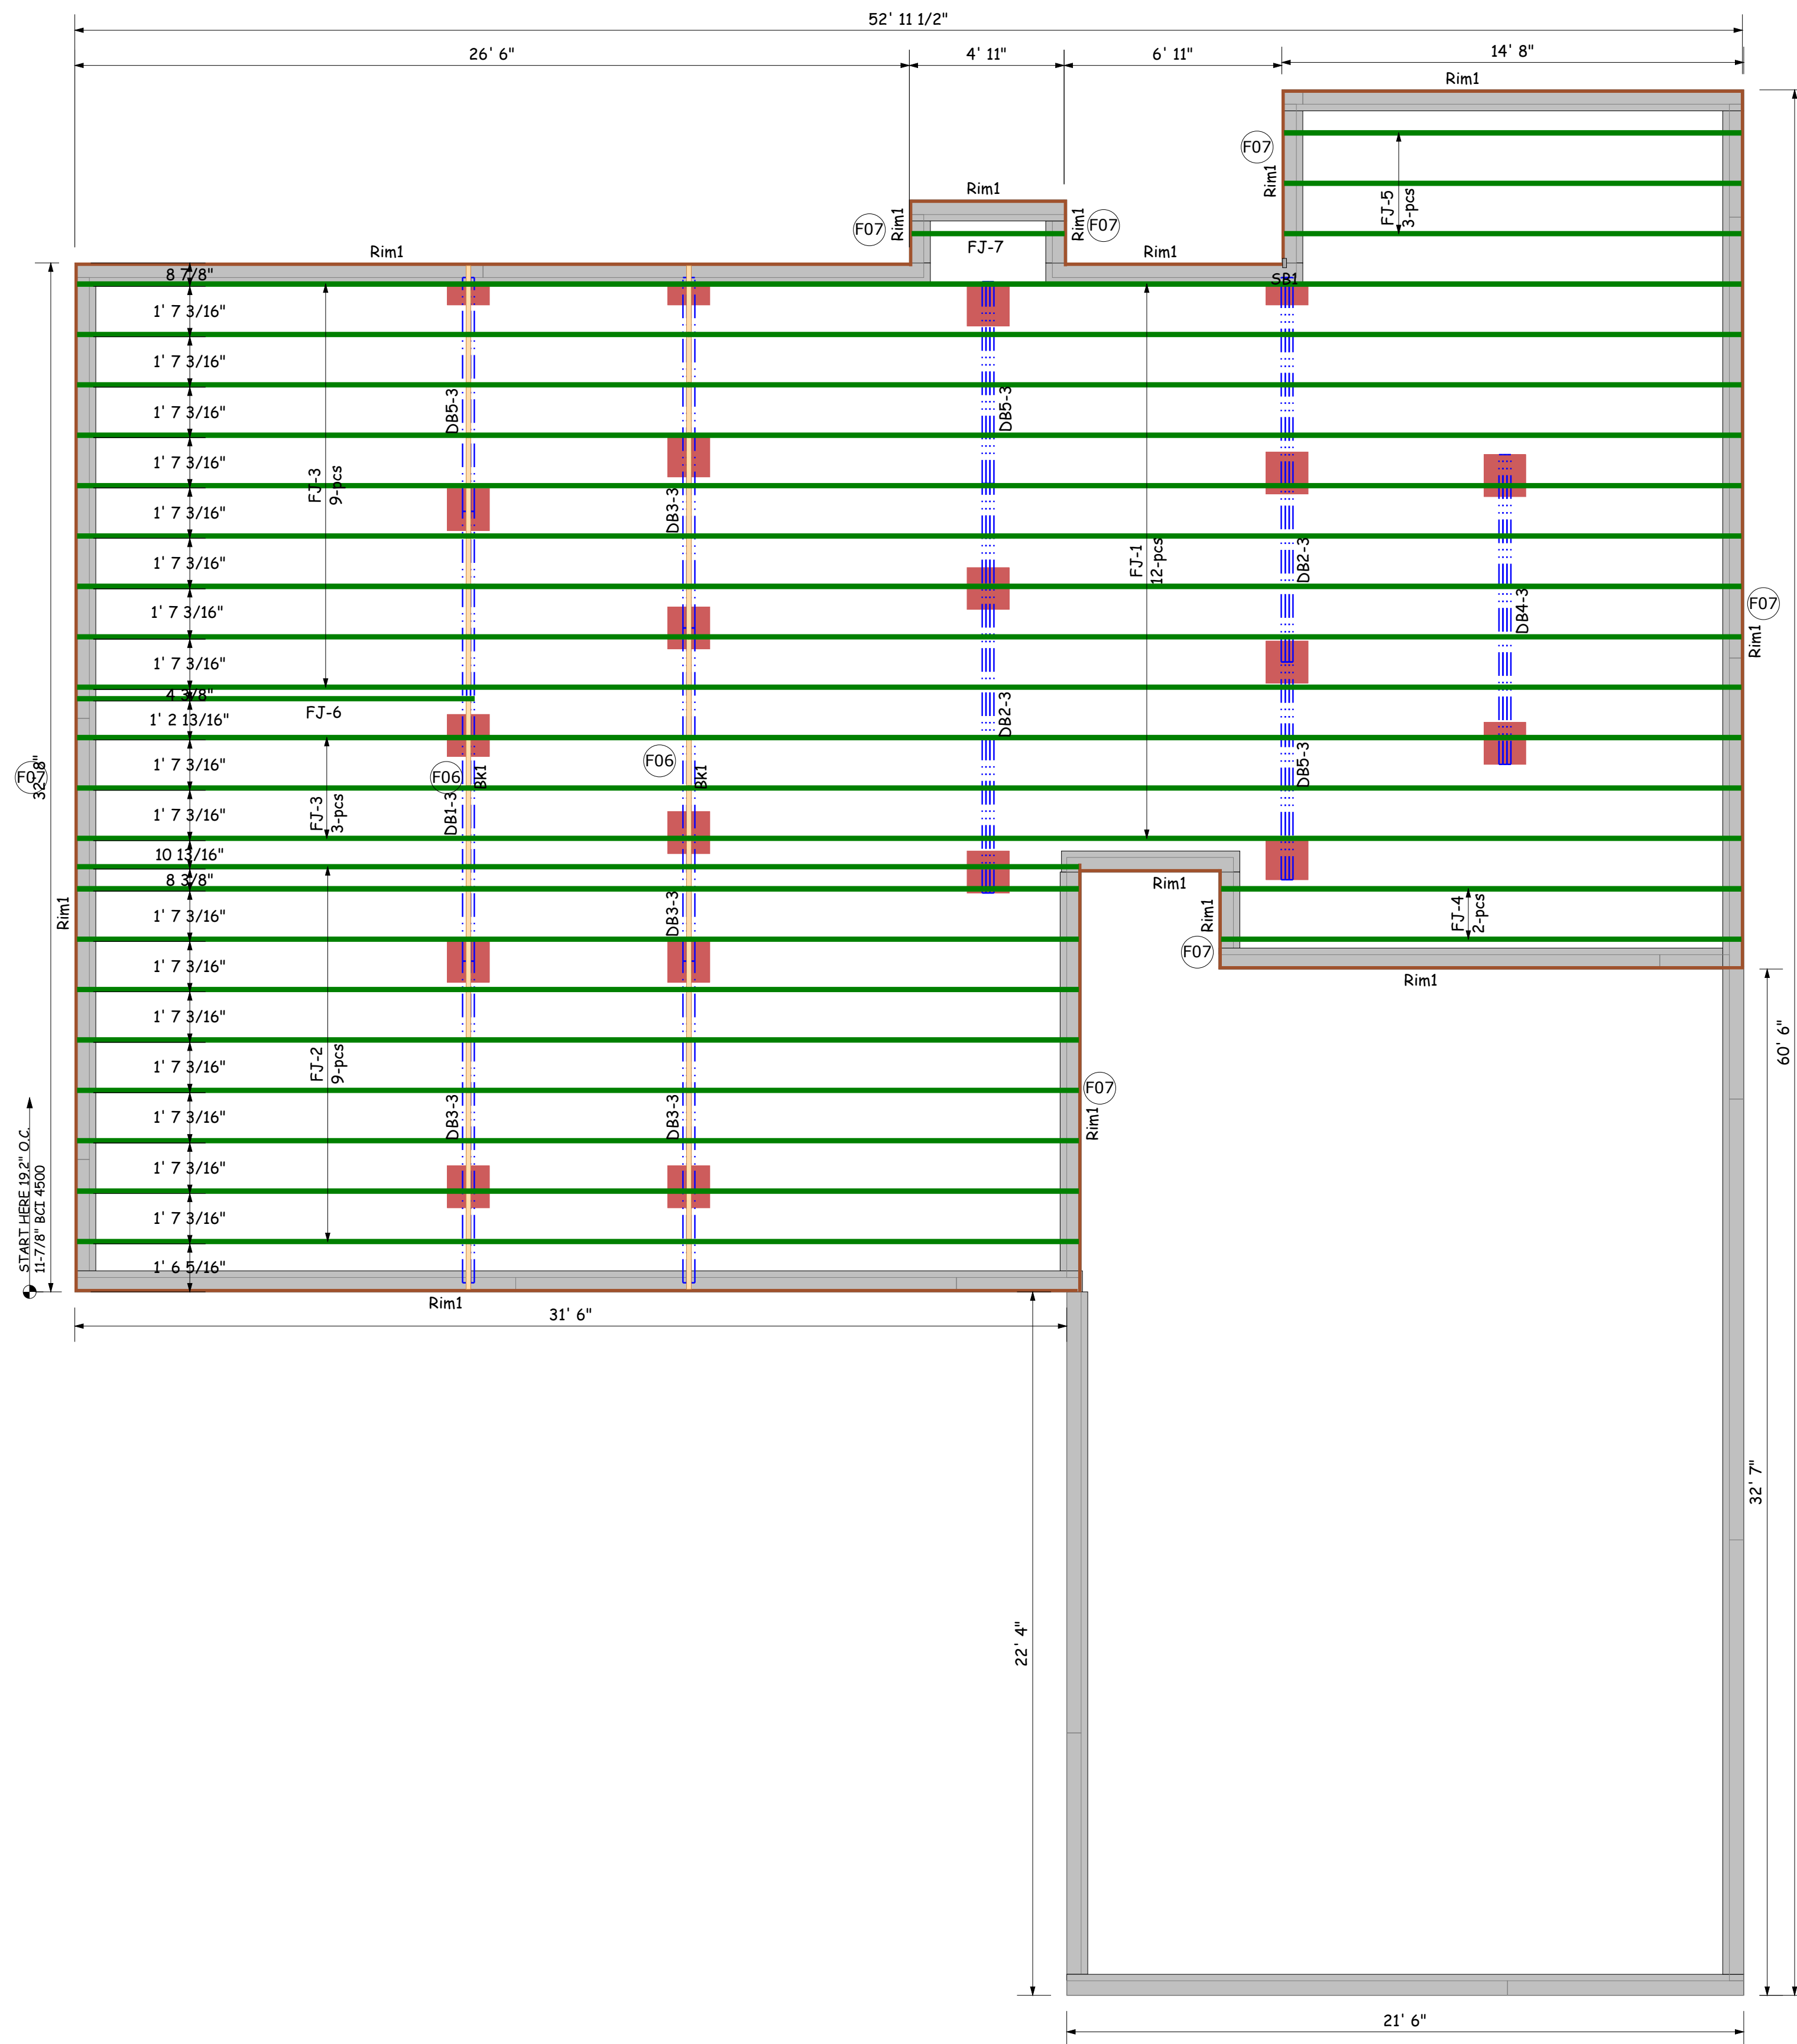 52' 11 1/2"
26' 6"
4' 11"
6' 11"
14' 8"
Rim1
F07
Rim1
FJ-5
3-pcs
Rim1
F07
Rim1
Rim1
F07
FJ-7
Rim1
Rim1
SB1
8 7/8"
1' 7 3/16"
1' 7 3/16"
1' 7 3/16"
1' 7 3/16"
1' 7 3/16"
1' 7 3/16"
1' 7 3/16"
1' 7 3/16"
4 3/8"
1' 2 13/16"
1' 7 3/16"
1' 7 3/16"
10 13/16"
8 3/8"
1' 7 3/16"
1' 7 3/16"
1' 7 3/16"
1' 7 3/16"
1' 7 3/16"
1' 7 3/16"
1' 7 3/16"
1' 6 5/16"
DB5-3
DB5-3
FJ-3
9-pcs
DB3-3
FJ-1
12-pcs
DB2-3
DB4-3
F07
Rim1
FJ-6
DB2-3
F07
32' 8"
F06
Bk1
F06
Bk1
DB5-3
FJ-3
3-pcs
DB1-3
Rim1
Rim1
DB3-3
Rim1
FJ-4
2-pcs
F07
Rim1
FJ-2
9-pcs
DB3-3
DB3-3
F07
Rim1
60' 6"
START HERE 19.2" O.C.
11-7/8" BCI 4500
Rim1
31' 6"
32' 7"
22' 4"
21' 6"